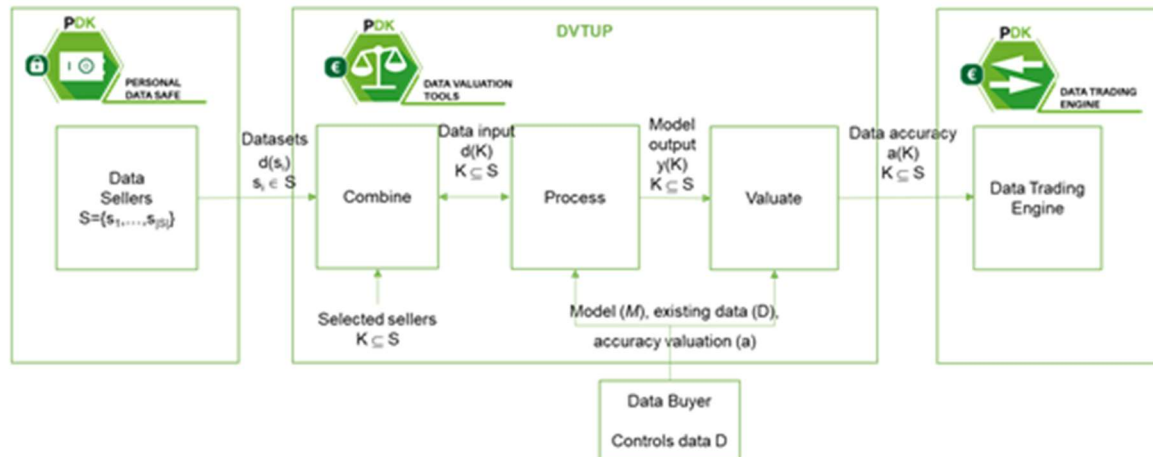 PDK
PERSONAL
DATA SAFE
Data
Sellers
S={s₁,…,s|S|}
Datasets
d(sᵢ)
sᵢ ∈ S
DVTUP
PDK
€
DATA VALUATION
TOOLS
Combine
Data input
d(K)
K ⊆ S
Process
Model
output
y(K)
K ⊆ S
Valuate
Selected sellers
K ⊆ S
Model (M), existing data (D),
accuracy valuation (a)
Data Buyer
Controls data D
Data accuracy
a(K)
K ⊆ S
PDK
€
DATA TRADING
ENGINE
Data Trading
Engine